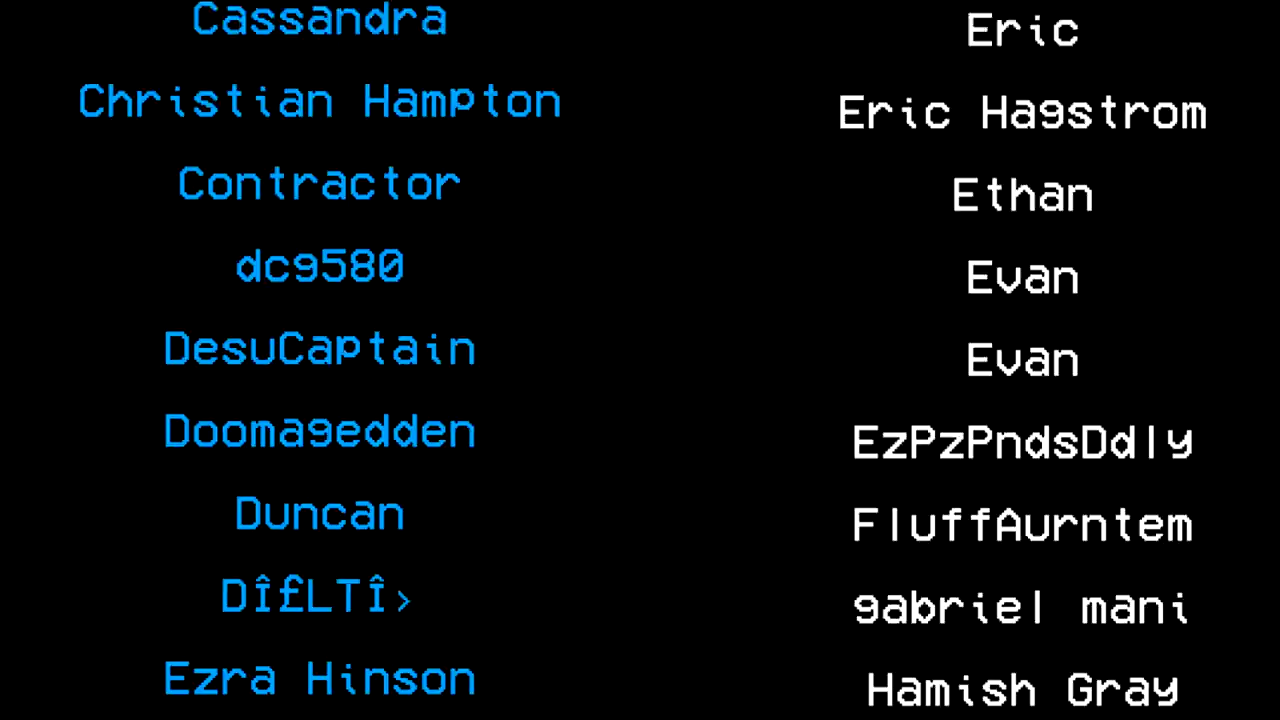 Cassandra
Christian Hampton
Contractor
dc9580
DesuCaptain
Doomagedden
Duncan
DÎ£LTÎ›
Ezra Hinson
Eric
Eric Hagstrom
Ethan
Evan
Evan
EzPzPndsDdly
FluffAurntem
gabriel mani
Hamish Gray